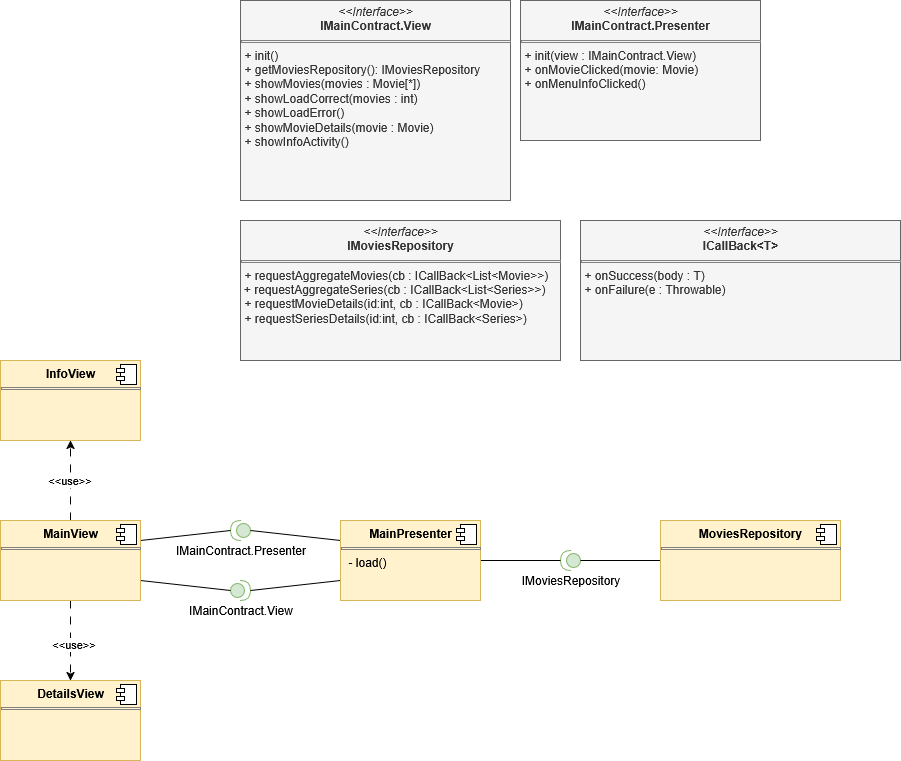 <<Interface>>
IMainContract.View
+ init()
+ getMoviesRepository(): IMoviesRepository
+ showMovies(movies : Movie[*])
+ showLoadCorrect(movies : int)
+ showLoadError()
+ showMovieDetails(movie : Movie)
+ showInfoActivity()
<<Interface>>
IMainContract.Presenter
+ init(view : IMainContract.View)
+ onMovieClicked(movie: Movie)
+ onMenuInfoClicked()
<<Interface>>
IMoviesRepository
+ requestAggregateMovies(cb : ICallBack<List<Movie>>)
+ requestAggregateSeries(cb : ICallBack<List<Series>>)
+ requestMovieDetails(id:int, cb : ICallBack<Movie>)
+ requestSeriesDetails(id:int, cb : ICallBack<Series>)
<<Interface>>
ICallBack<T>
+ onSuccess(body : T)
+ onFailure(e : Throwable)
InfoView
<<use>>
MainView
IMainContract.Presenter
IMainContract.View
MainPresenter
- load()
IMoviesRepository
MoviesRepository
<<use>>
DetailsView